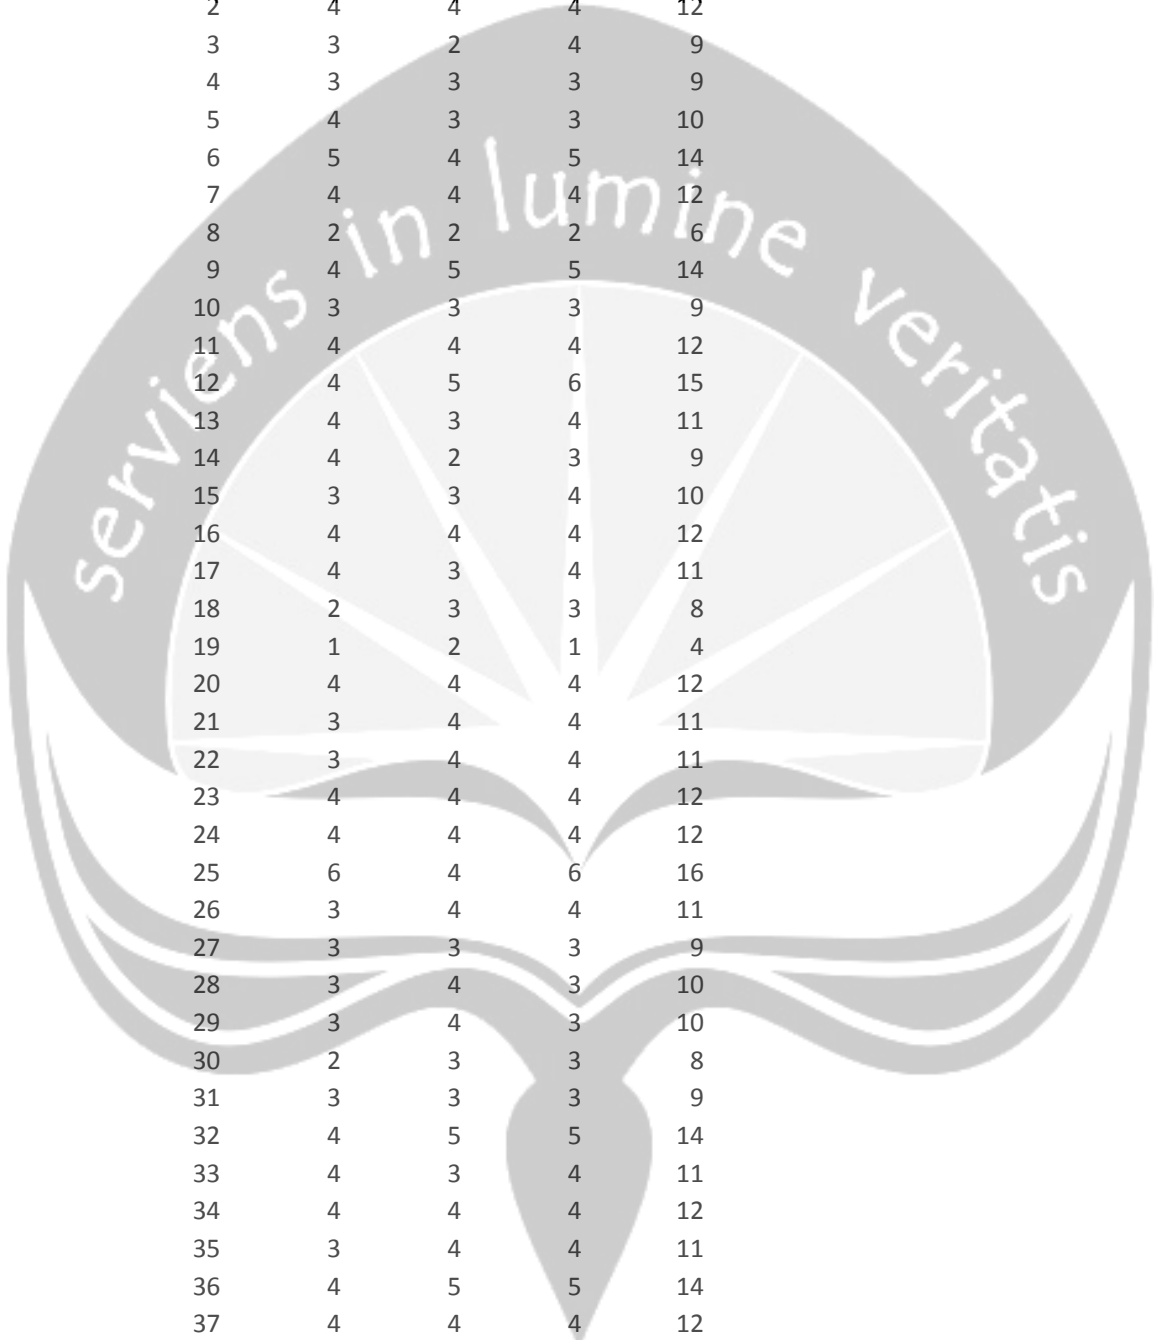 2 4 4 4 12
3 3 2 4 9
4 3 3 3 9
5 4 3 3 10
6 5 4 5 14
7 4 4 4 12
8 2 2 2 6
9 4 5 5 14
10 3 3 3 9
11 4 4 4 12
12 4 5 6 15
13 4 3 4 11
14 4 2 3 9
15 3 3 4 10
16 4 4 4 12
17 4 3 4 11
18 2 3 3 8
19 1 2 1 4
20 4 4 4 12
21 3 4 4 11
22 3 4 4 11
23 4 4 4 12
24 4 4 4 12
25 6 4 6 16
26 3 4 4 11
27 3 3 3 9
28 3 4 3 10
29 3 4 3 10
30 2 3 3 8
31 3 3 3 9
32 4 5 5 14
33 4 3 4 11
34 4 4 4 12
35 3 4 4 11
36 4 5 5 14
37 4 4 4 12
serviens in lumine veritatis